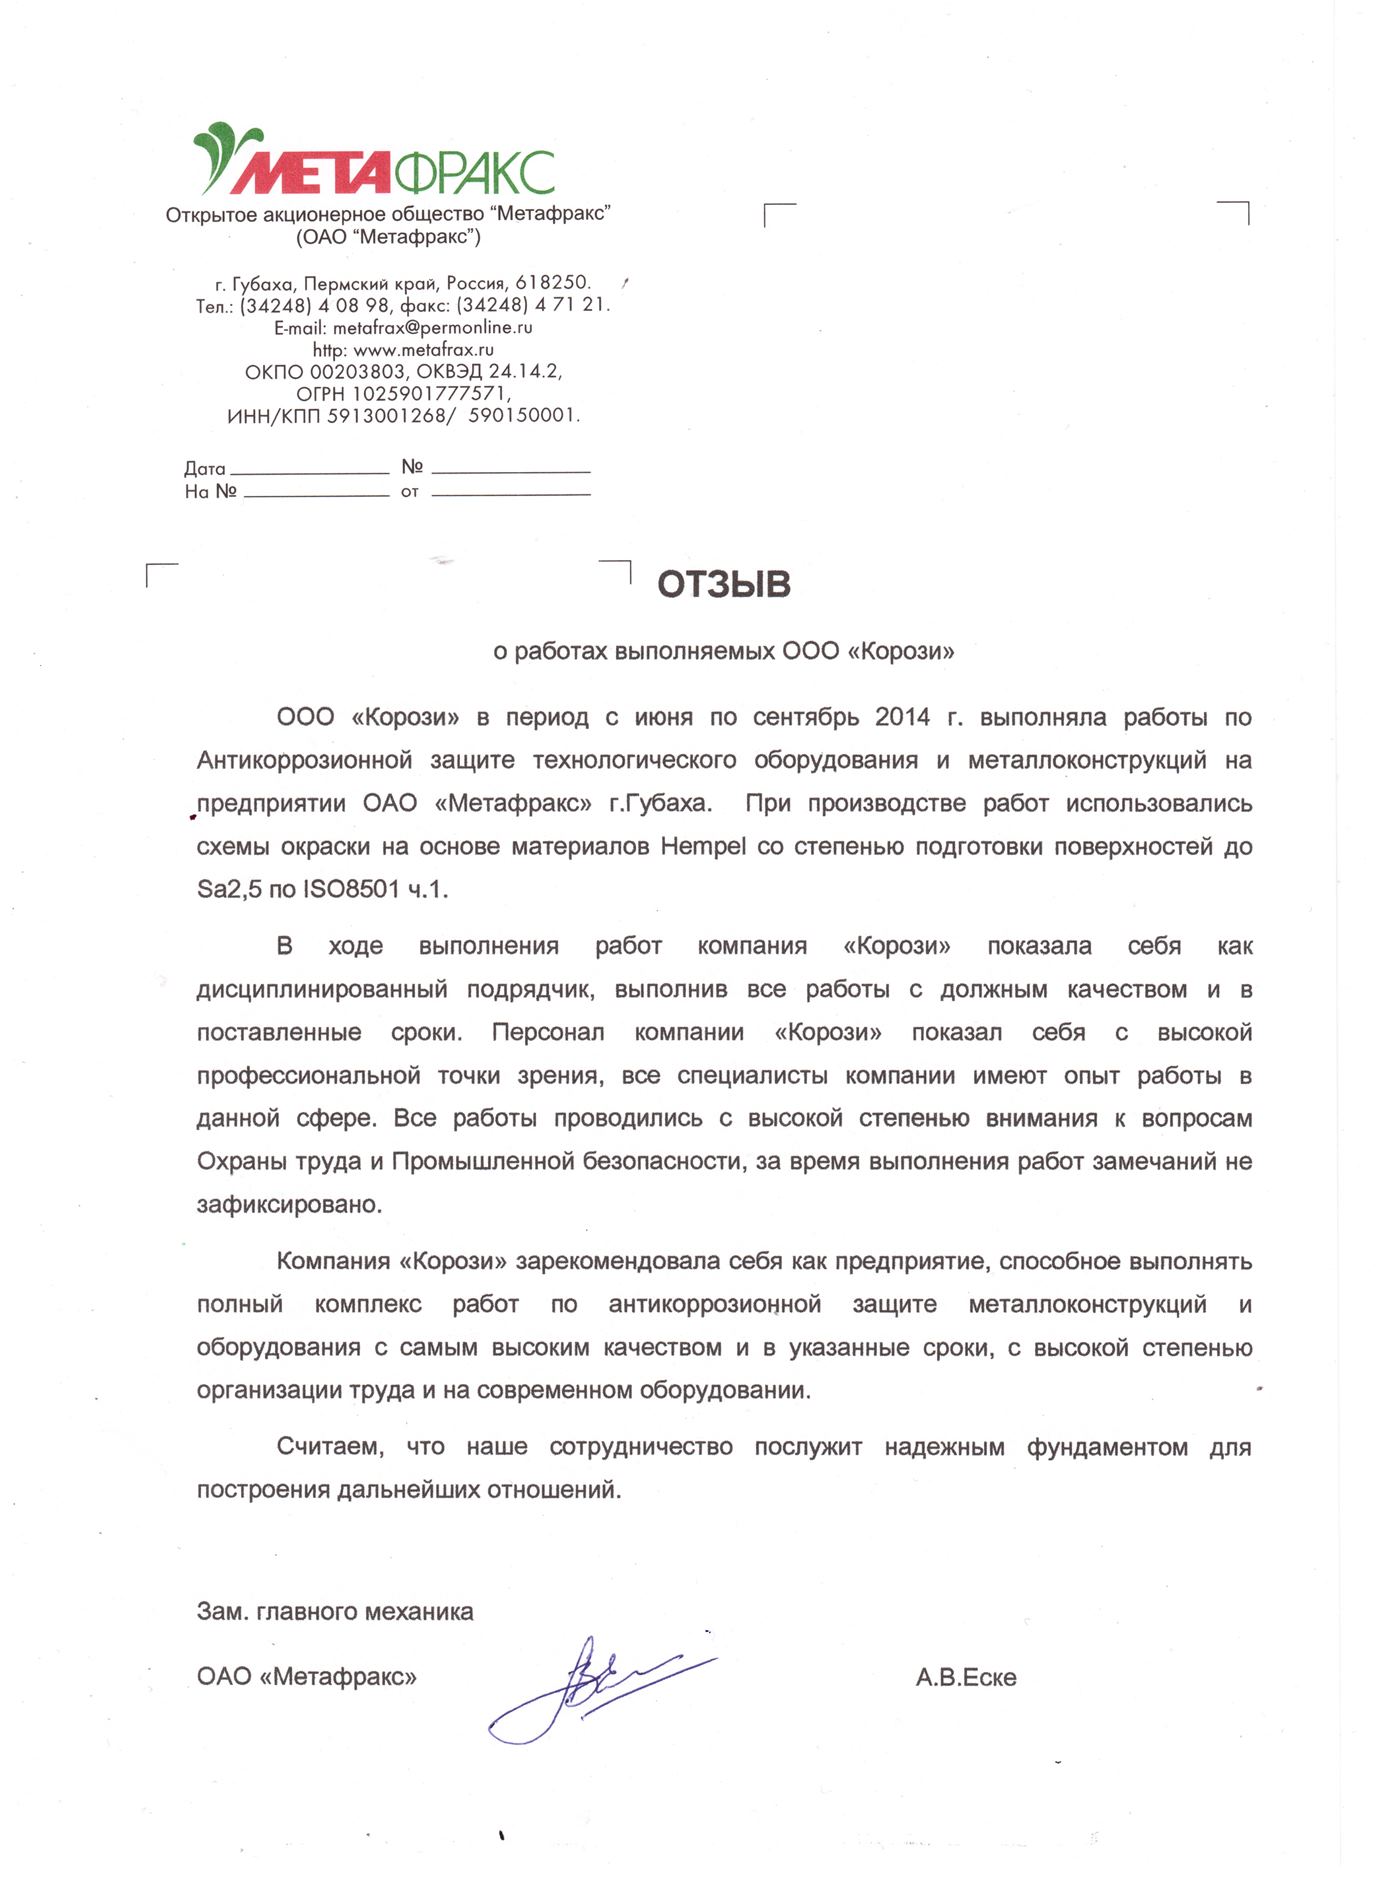 МЕТАФРАКС
Открытое акционерное общество “Метафракс”
(ОАО “Метафракс”)
г. Губаха, Пермский край, Россия, 618250.
Тел.: (34248) 4 08 98, факс: (34248) 4 71 21.
E-mail: metafrax@permonline.ru
http: www.metafrax.ru
ОКПО 00203803, ОКВЭД 24.14.2,
ОГРН 1025901777571,
ИНН/КПП 5913001268/ 590150001.
Дата № 
На № от
ОТЗЫВ
о работах выполняемых ООО «Корози»
ООО «Корози» в период с июня по сентябрь 2014 г. выполняла работы по
Антикоррозионной защите технологического оборудования и металлоконструкций на
предприятии ОАО «Метафракс» г.Губаха. При производстве работ использовались
схемы окраски на основе материалов Hempel со степенью подготовки поверхностей до
Sa2,5 по ISO8501 ч.1.
В ходе выполнения работ компания «Корози» показала себя как
дисциплинированный подрядчик, выполнив все работы с должным качеством и в
поставленные сроки. Персонал компании «Корози» показал себя с высокой
профессиональной точки зрения, все специалисты компании имеют опыт работы в
данной сфере. Все работы проводились с высокой степенью внимания к вопросам
Охраны труда и Промышленной безопасности, за время выполнения работ замечаний не
зафиксировано.
Компания «Корози» зарекомендовала себя как предприятие, способное выполнять
полный комплекс работ по антикоррозионной защите металлоконструкций и
оборудования с самым высоким качеством и в указанные сроки, с высокой степенью
организации труда и на современном оборудовании.
Считаем, что наше сотрудничество послужит надежным фундаментом для
построения дальнейших отношений.
Зам. главного механика
ОАО «Метафракс» А.В.Еске